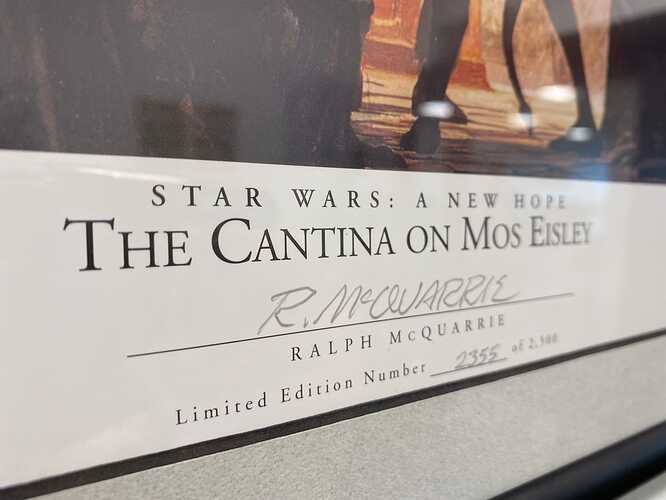 STAR WARS: A NEW HOPE
THE CANTINA ON MOS EISLEY
R. McQUARRIE
RALPH MCQUARRIE
Limited Edition Number 2355 of 2,500